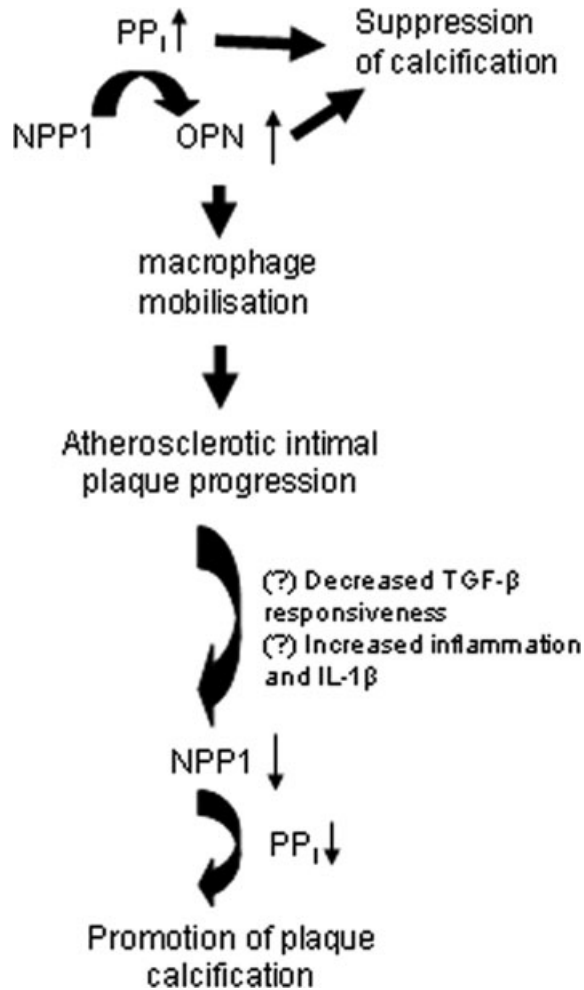 PPI
Suppression
of calcification
NPP1
OPN
macrophage
mobilisation
Atherosclerotic intimal
plaque progression
(?) Decreased TGF-β
responsiveness
(?) Increased inflammation
and IL-1β
NPP1
PPI
Promotion of plaque
calcification